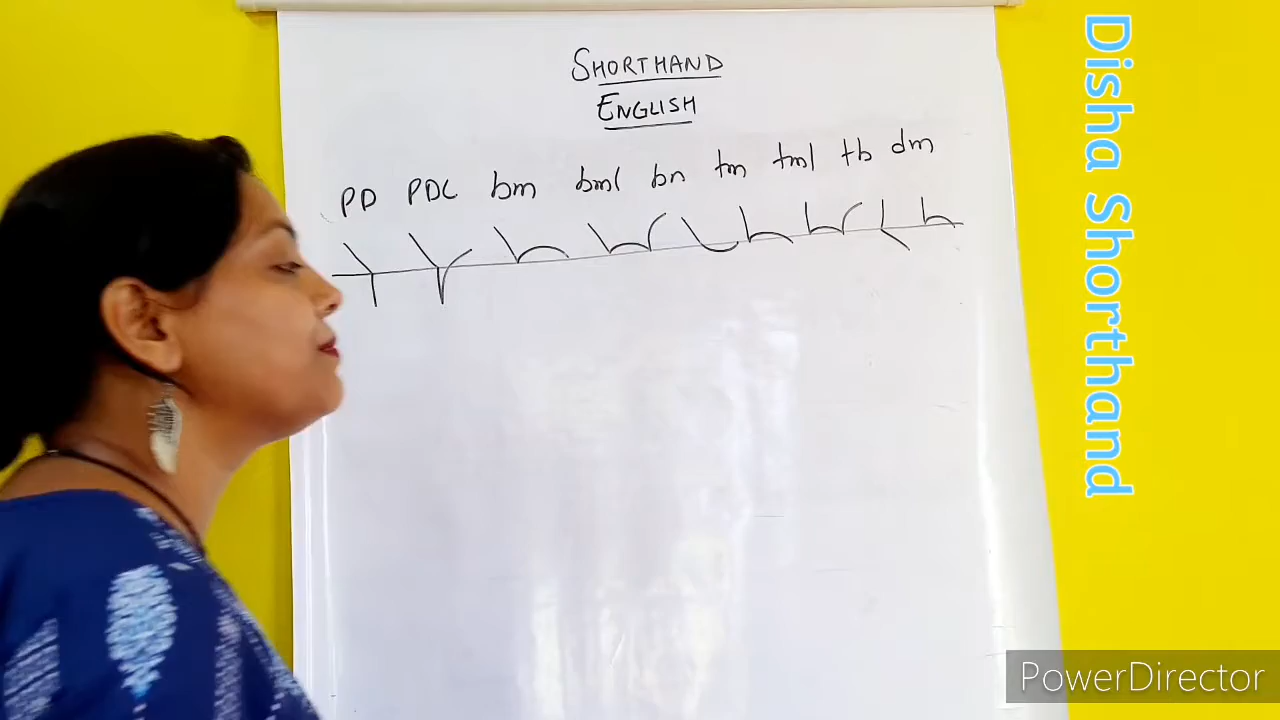 SHORTHAND
ENGLISH
PD PDL bm bml bn tm tml tb dm
Disha Shorthand
PowerDirector